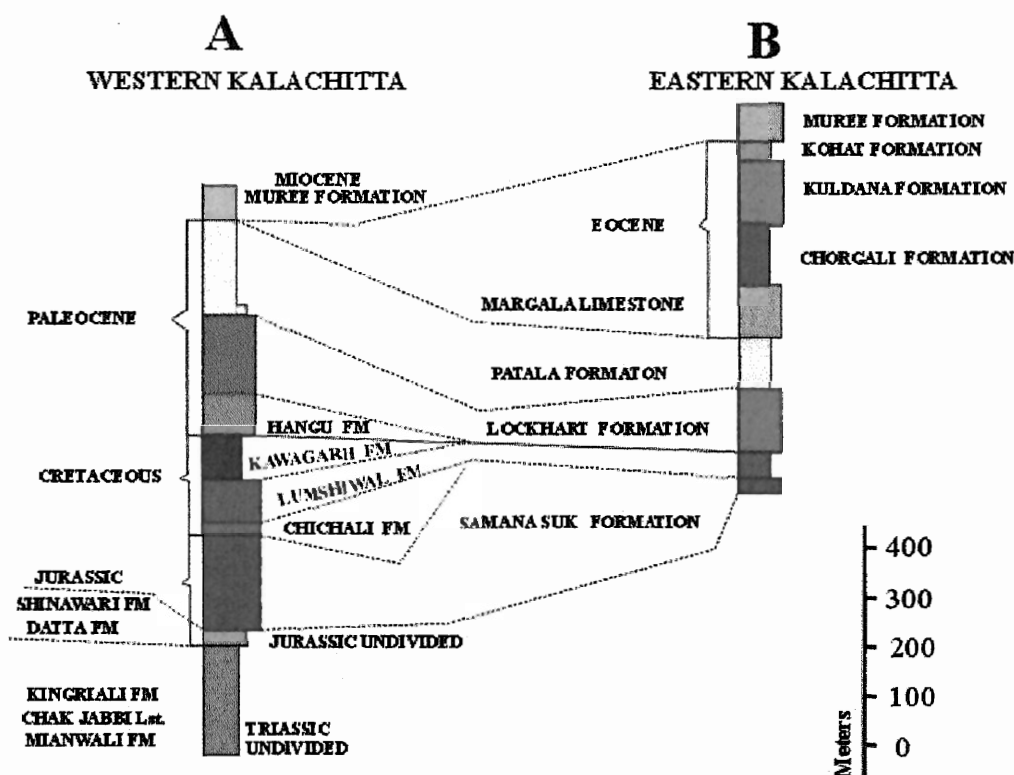 A
WESTERN KALACHITTA
B
EASTERN KALACHITTA
MUREE FORMATION
KOHAT FORMATION
KULDANA FORMATION
CHORGALI FORMATION
EOCENE
MIOCENE
MUREE FORMATION
MARGALA LIMESTONE
PALEOCENE
PATALA FORMATON
HANGU FM
LOCKHART FORMATION
KAWAGARH FM
CRETACEOUS
LUMSHIWAL FM
CHICHALI FM
SAMANA SUK FORMATION
JURASSIC
SHINAWARI FM
DATTA FM
JURASSIC UNDIVIDED
KINGRIALI FM
CHAK JABBI Lst.
MIANWALI FM
TRIASSIC
UNDIVIDED
400
300
200
100
0
Meters